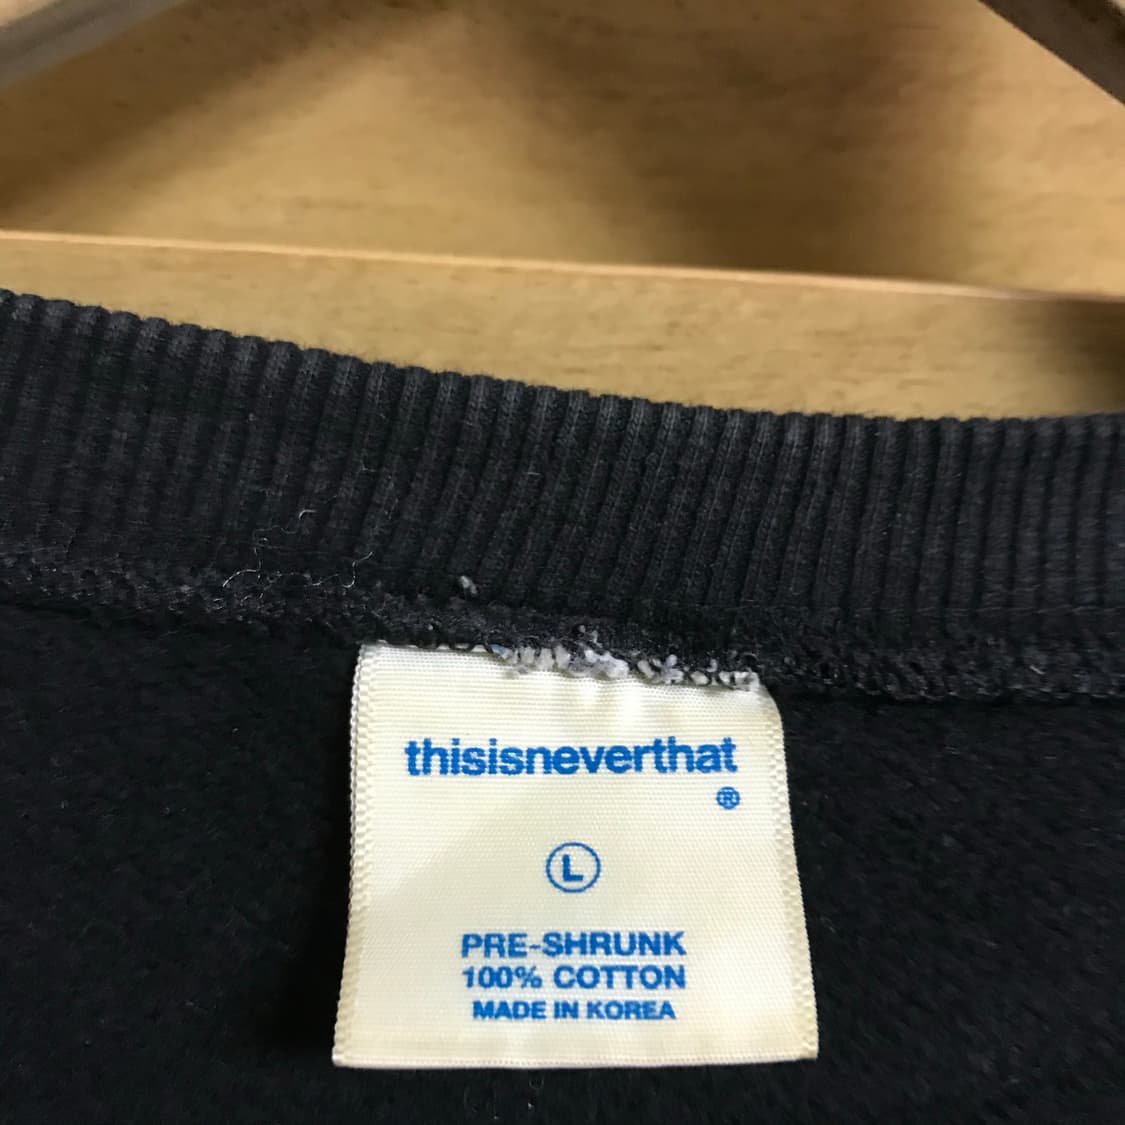 thisisneverthat
®
L
PRE-SHRUNK
100% COTTON
MADE IN KOREA